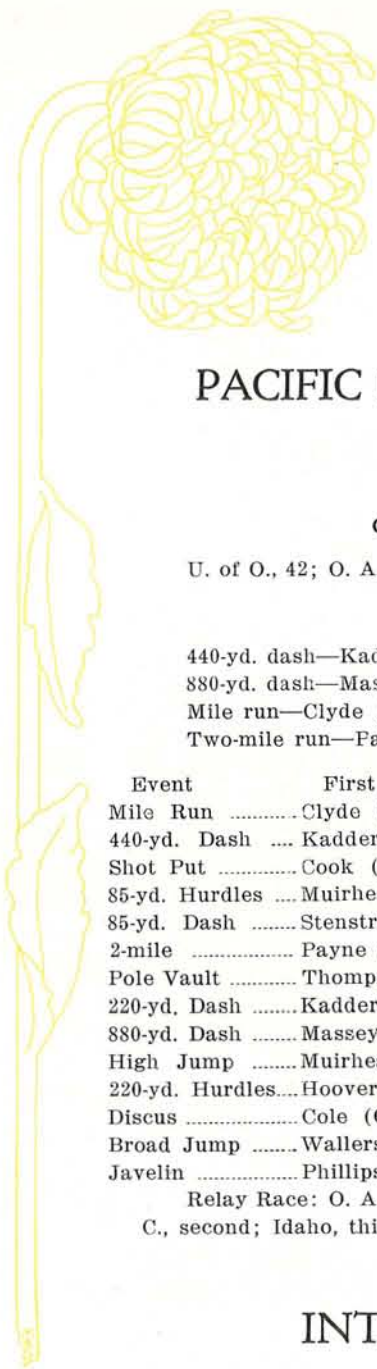 PACIFIC
U. of O., 42; O. A
440-yd. dash—Kad
880-yd. dash—Mas
Mile run—Clyde
Two-mile run—Pa
Event First
Mile Run ........... Clyde
440-yd. Dash .... Kadder
Shot Put ............. Cook (
85-yd. Hurdles .... Muirhe
85-yd. Dash ........ Stenstr
2-mile ................. Payne
Pole Vault ........... Thomp
220-yd. Dash ........ Kadder
880-yd. Dash ........ Massey
High Jump ........ Muirhe
220-yd. Hurdles.... Hoover
Discus .................. Cole (
Broad Jump ........ Wallers
Javelin ................. Phillips
Relay Race: O. A
C., second; Idaho, thi
INT